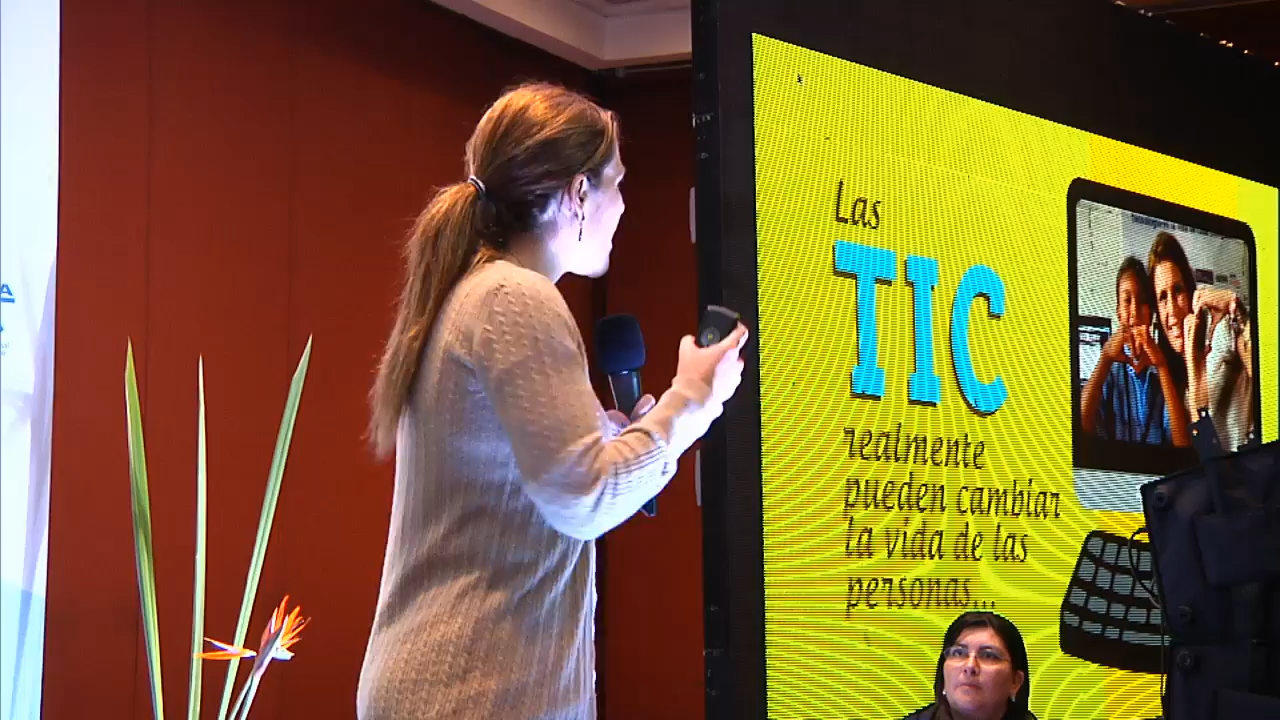 Las
TIC
realmente
pueden cambiar
la vida de las
personas...